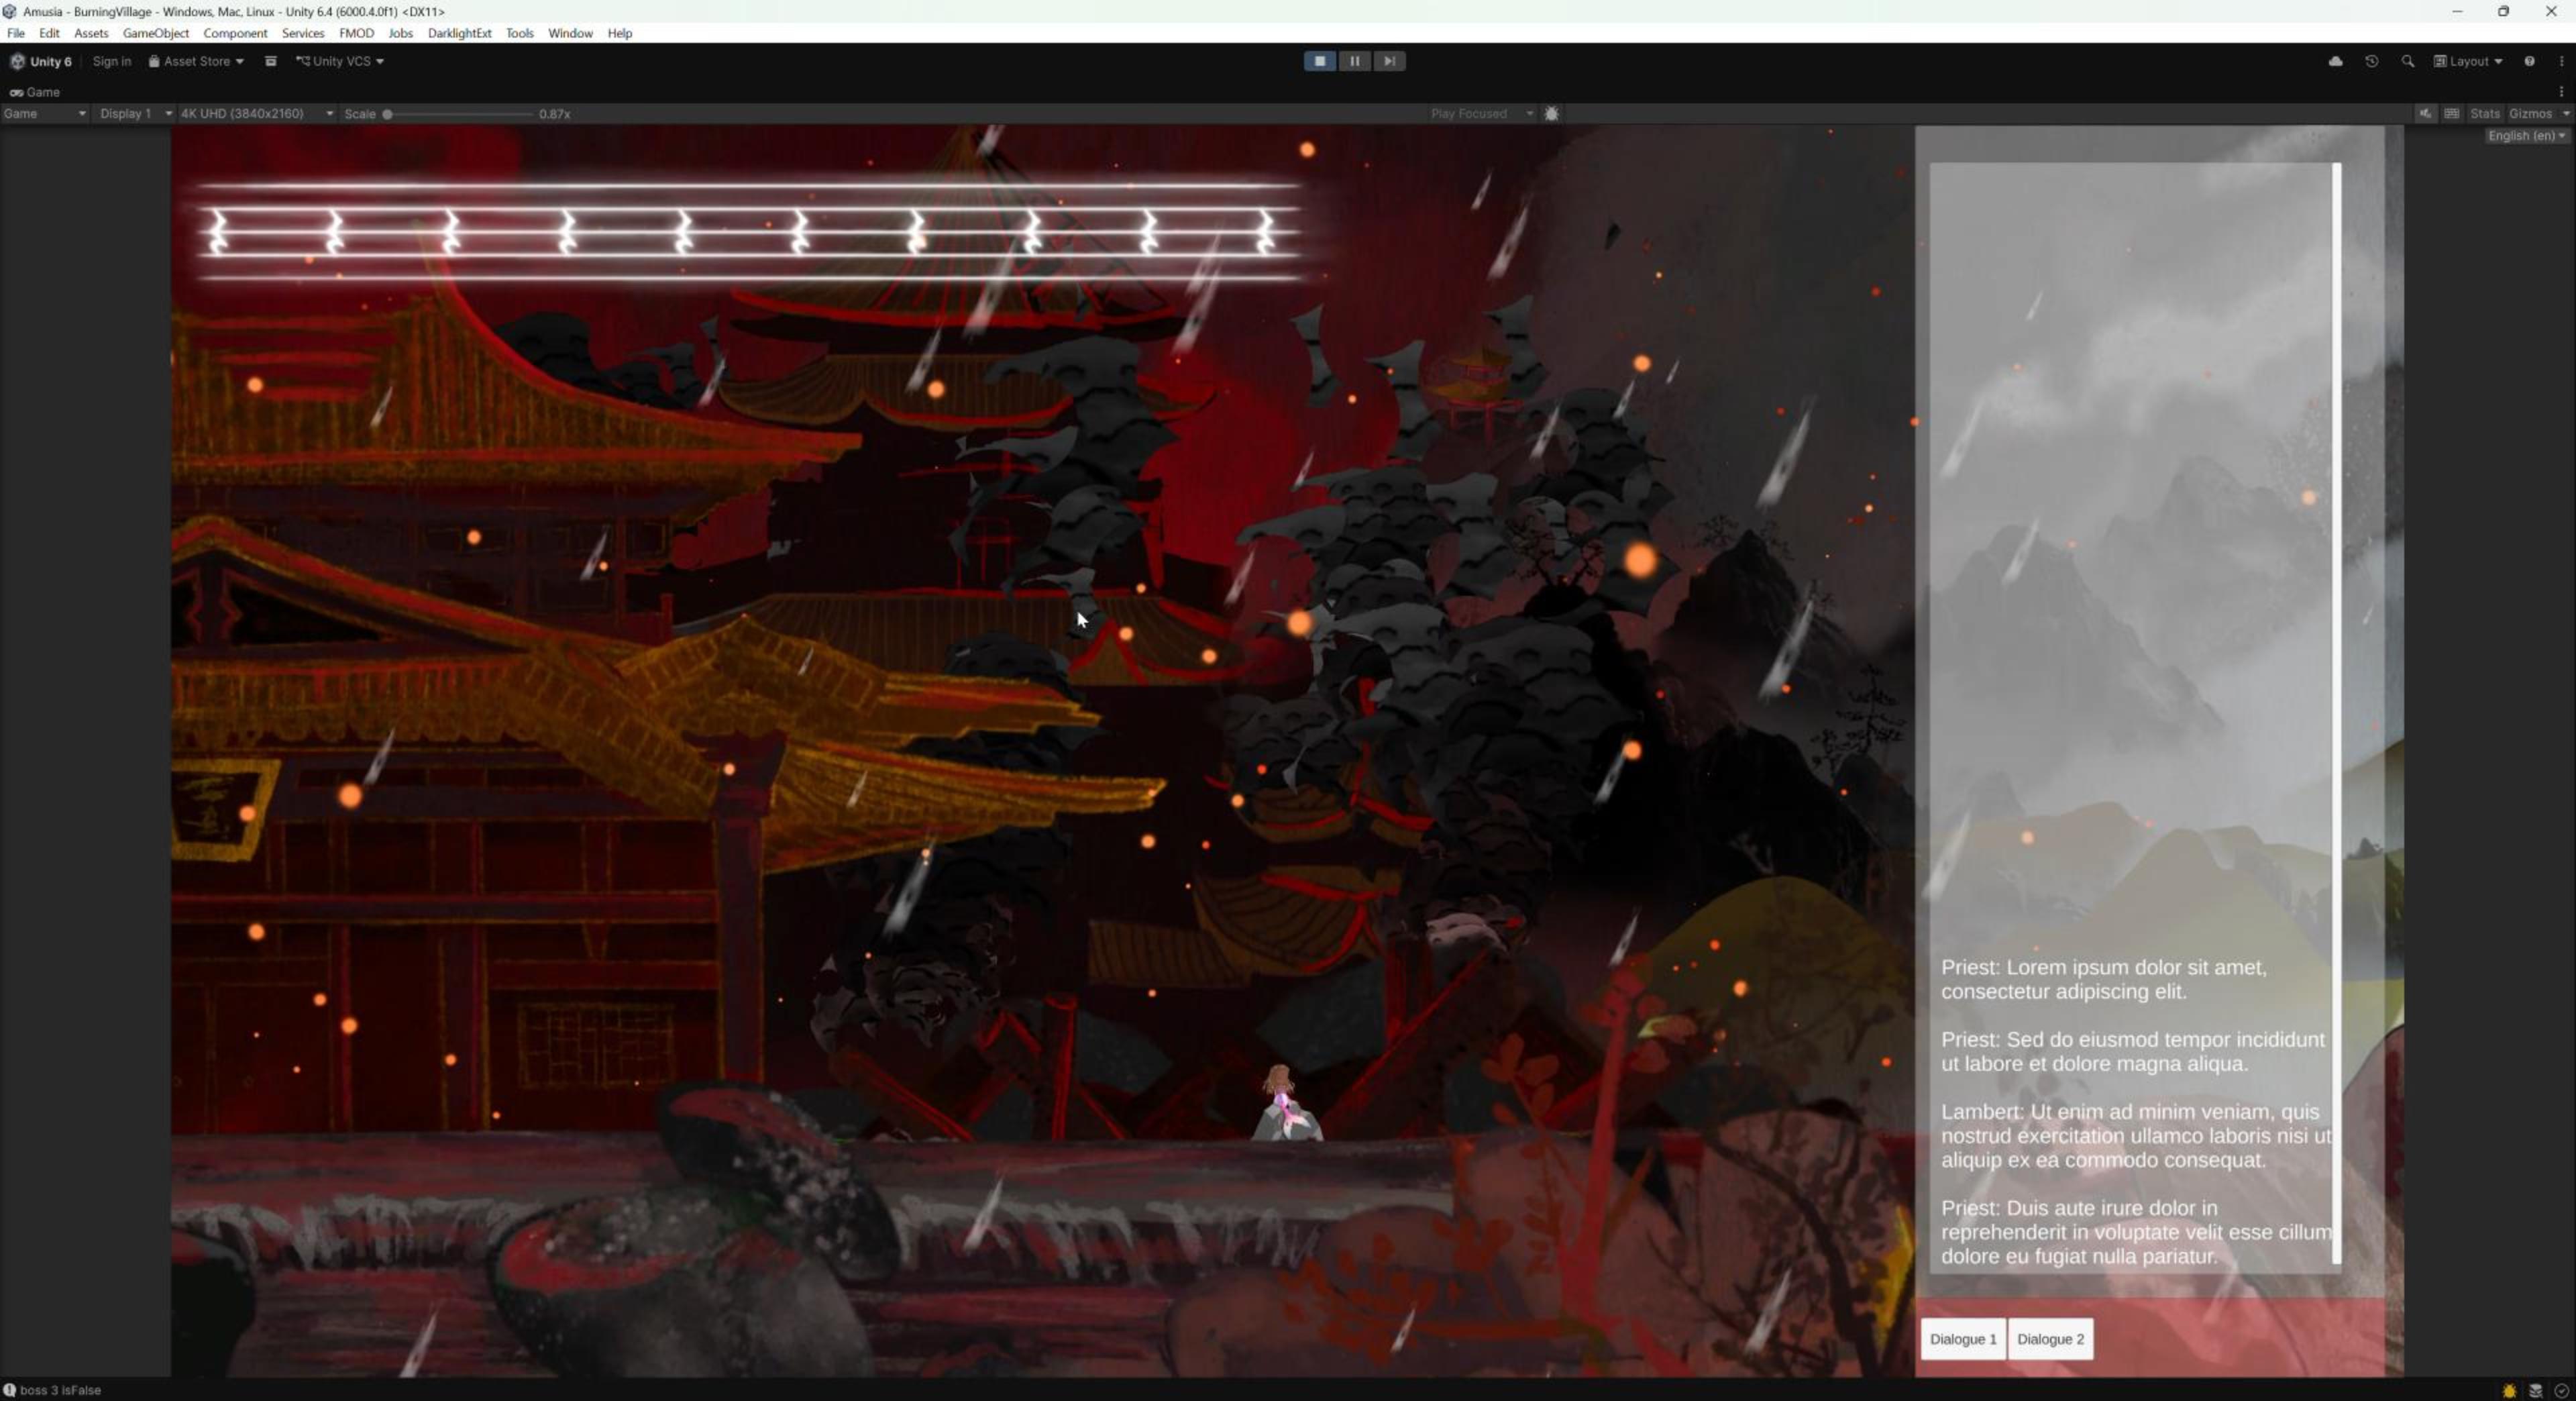 Amusia - BurningVillage - Windows, Mac, Linux - Unity 6.4 (6000.4.0f1) <DX11>
File Edit Assets GameObject Component Services FMOD Jobs DarklightExt Tools Window Help
Unity 6 Sign in Asset Store Unity VCS Layout
Game
Game Display 1 4K UHD (3840x2160) Scale 0.87x Play Focused Stats Gizmos
English (en)
Priest: Lorem ipsum dolor sit amet,
consectetur adipiscing elit.
Priest: Sed do eiusmod tempor incididunt
ut labore et dolore magna aliqua.
Lambert: Ut enim ad minim veniam, quis
nostrud exercitation ullamco laboris nisi ut
aliquip ex ea commodo consequat.
Priest: Duis aute irure dolor in
reprehenderit in voluptate velit esse cillum
dolore eu fugiat nulla pariatur.
Dialogue 1 Dialogue 2
boss 3 isFalse